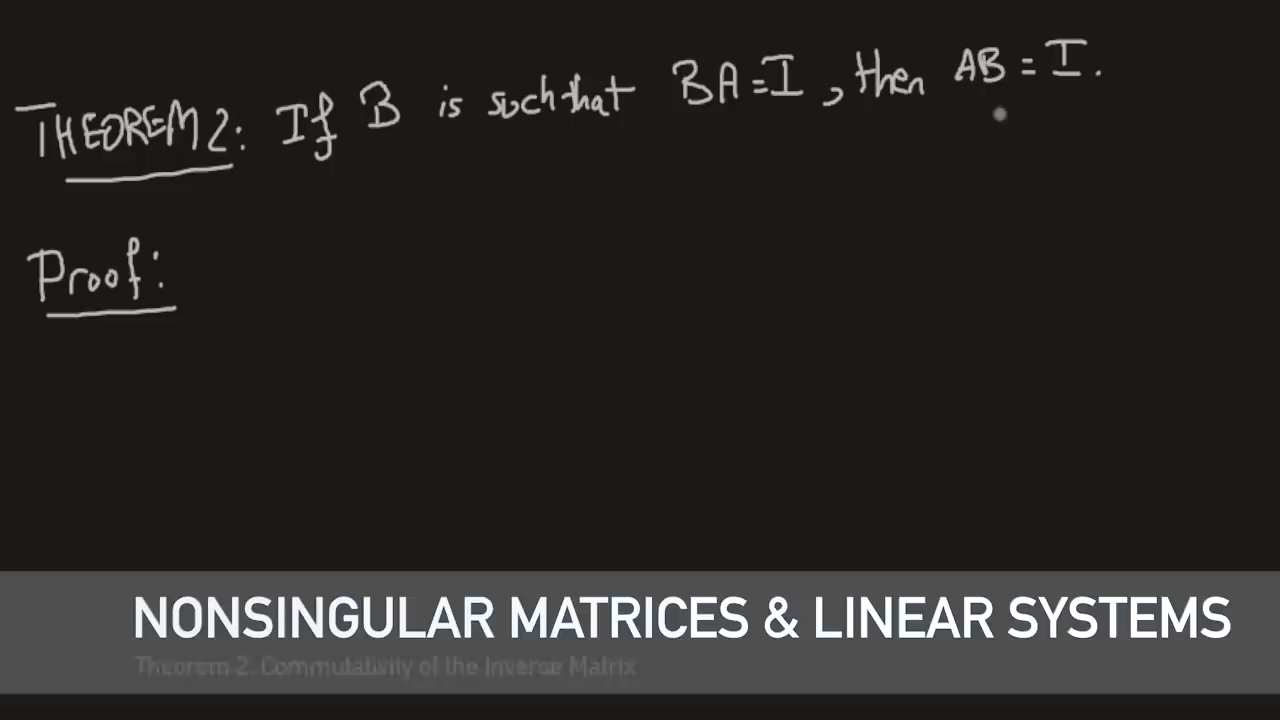 THEOREM 2: If B is such that BA = I, then AB = I.
Proof:
NONSINGULAR MATRICES & LINEAR SYSTEMS
Theorem 2. Commutativity of the Inverse Matrix